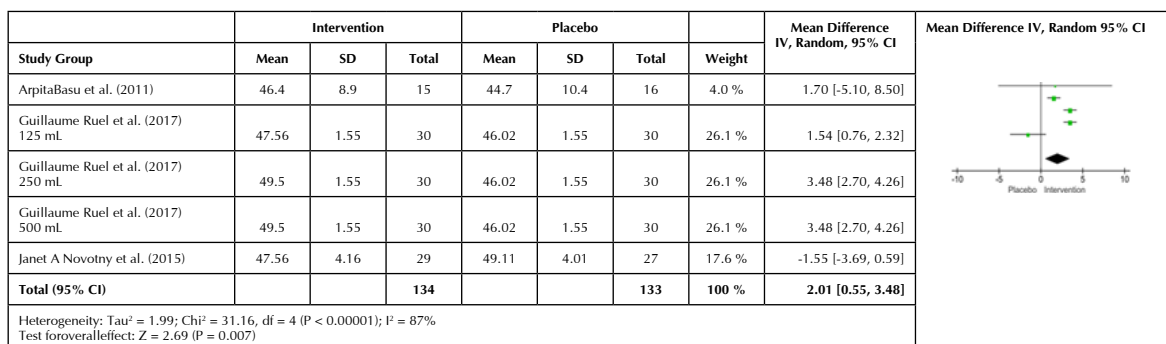 Intervention Placebo Mean Difference IV, Random, 95% CI Mean Difference IV, Random 95% CI
Study Group Mean SD Total Mean SD Total Weight
ArpitaBasu et al. (2011) 46.4 8.9 15 44.7 10.4 16 4.0 % 1.70 [-5.10, 8.50]
Guillaume Ruel et al. (2017)
125 mL 47.56 1.55 30 46.02 1.55 30 26.1 % 1.54 [0.76, 2.32]
Guillaume Ruel et al. (2017)
250 mL 49.5 1.55 30 46.02 1.55 30 26.1 % 3.48 [2.70, 4.26]
Guillaume Ruel et al. (2017)
500 mL 49.5 1.55 30 46.02 1.55 30 26.1 % 3.48 [2.70, 4.26]
Janet A Novotny et al. (2015) 47.56 4.16 29 49.11 4.01 27 17.6 % -1.55 [-3.69, 0.59]
Total (95% CI) 134 133 100 % 2.01 [0.55, 3.48]
Heterogeneity: Tau² = 1.99; Chi² = 31.16, df = 4 (P < 0.00001); I² = 87%
Test foroveralleffect: Z = 2.69 (P = 0.007)
-10 -5 0 5 10
Placebo Intervention